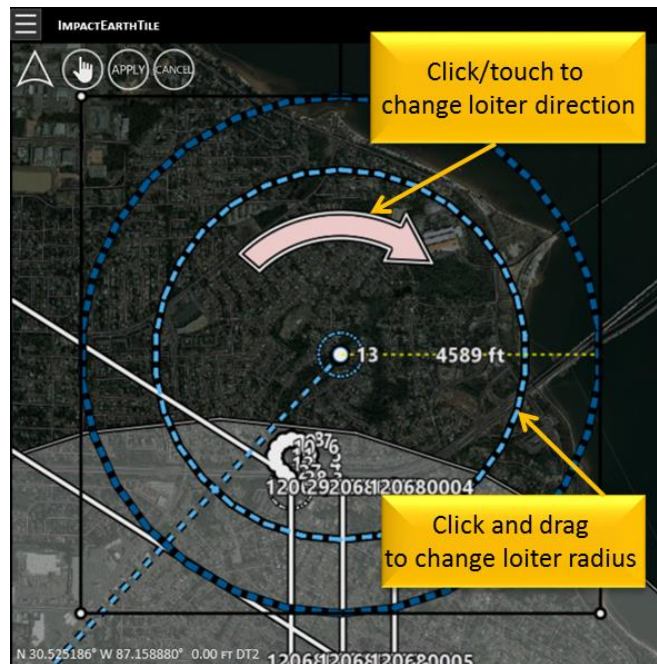 IMPACTEARTHTILE
Click/touch to
change loiter direction
APPLY
CANCEL
13
4589 ft
120680004
Click and drag
to change loiter radius
N 30.525186° W 87.158880° 0.00 FT DT2
120680005